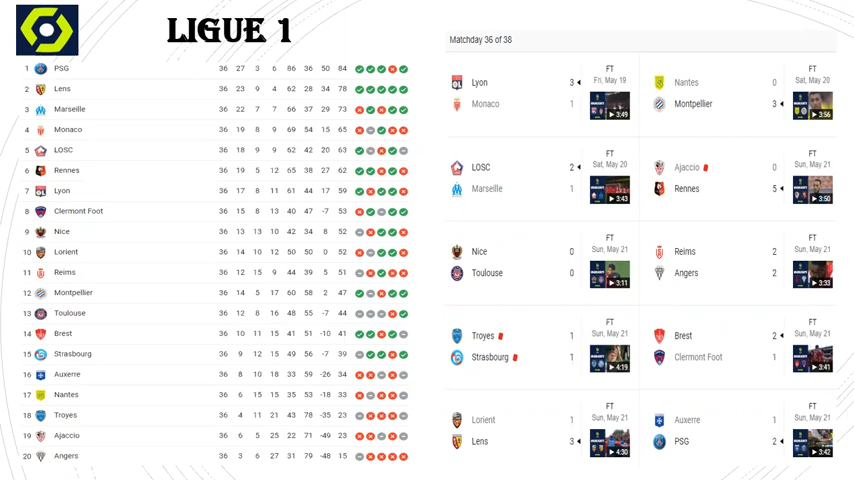 LIGUE 1
1 PSG 36 27 3 6 86 36 50 84
2 Lens 36 23 9 4 62 28 34 78
3 Marseille 36 22 7 7 66 37 29 73
4 Monaco 36 19 8 9 69 54 15 65
5 LOSC 36 18 9 9 62 42 20 63
6 Rennes 36 19 5 12 65 38 27 62
7 Lyon 36 17 8 11 61 44 17 59
8 Clermont Foot 36 15 8 13 40 47 -7 53
9 Nice 36 13 13 10 42 34 8 52
10 Lorient 36 14 10 12 50 50 0 52
11 Reims 36 12 15 9 44 39 5 51
12 Montpellier 36 14 5 17 60 58 2 47
13 Toulouse 36 12 8 16 48 55 -7 44
14 Brest 36 10 11 15 41 51 -10 41
15 Strasbourg 36 9 12 15 49 56 -7 39
16 Auxerre 36 8 10 18 33 59 -26 34
17 Nantes 36 6 15 15 35 53 -18 33
18 Troyes 36 4 11 21 43 78 -35 23
19 Ajaccio 36 6 5 25 22 71 -49 23
20 Angers 36 3 6 27 31 79 -48 15
Matchday 36 of 38
FT
Lyon 3 Fri, May 19
Monaco 1 3:49
FT
Nantes 0 Sat, May 20
Montpellier 3 3:56
FT
LOSC 2 Sat, May 20
Marseille 1 3:43
FT
Ajaccio 0 Sun, May 21
Rennes 5 3:50
FT
Nice 0 Sun, May 21
Toulouse 0 3:11
FT
Reims 2 Sun, May 21
Angers 2 3:33
FT
Troyes 1 Sun, May 21
Strasbourg 1 4:19
FT
Brest 2 Sun, May 21
Clermont Foot 1 3:41
FT
Lorient 1 Sun, May 21
Lens 3 4:30
FT
Auxerre 1 Sun, May 21
PSG 2 3:42